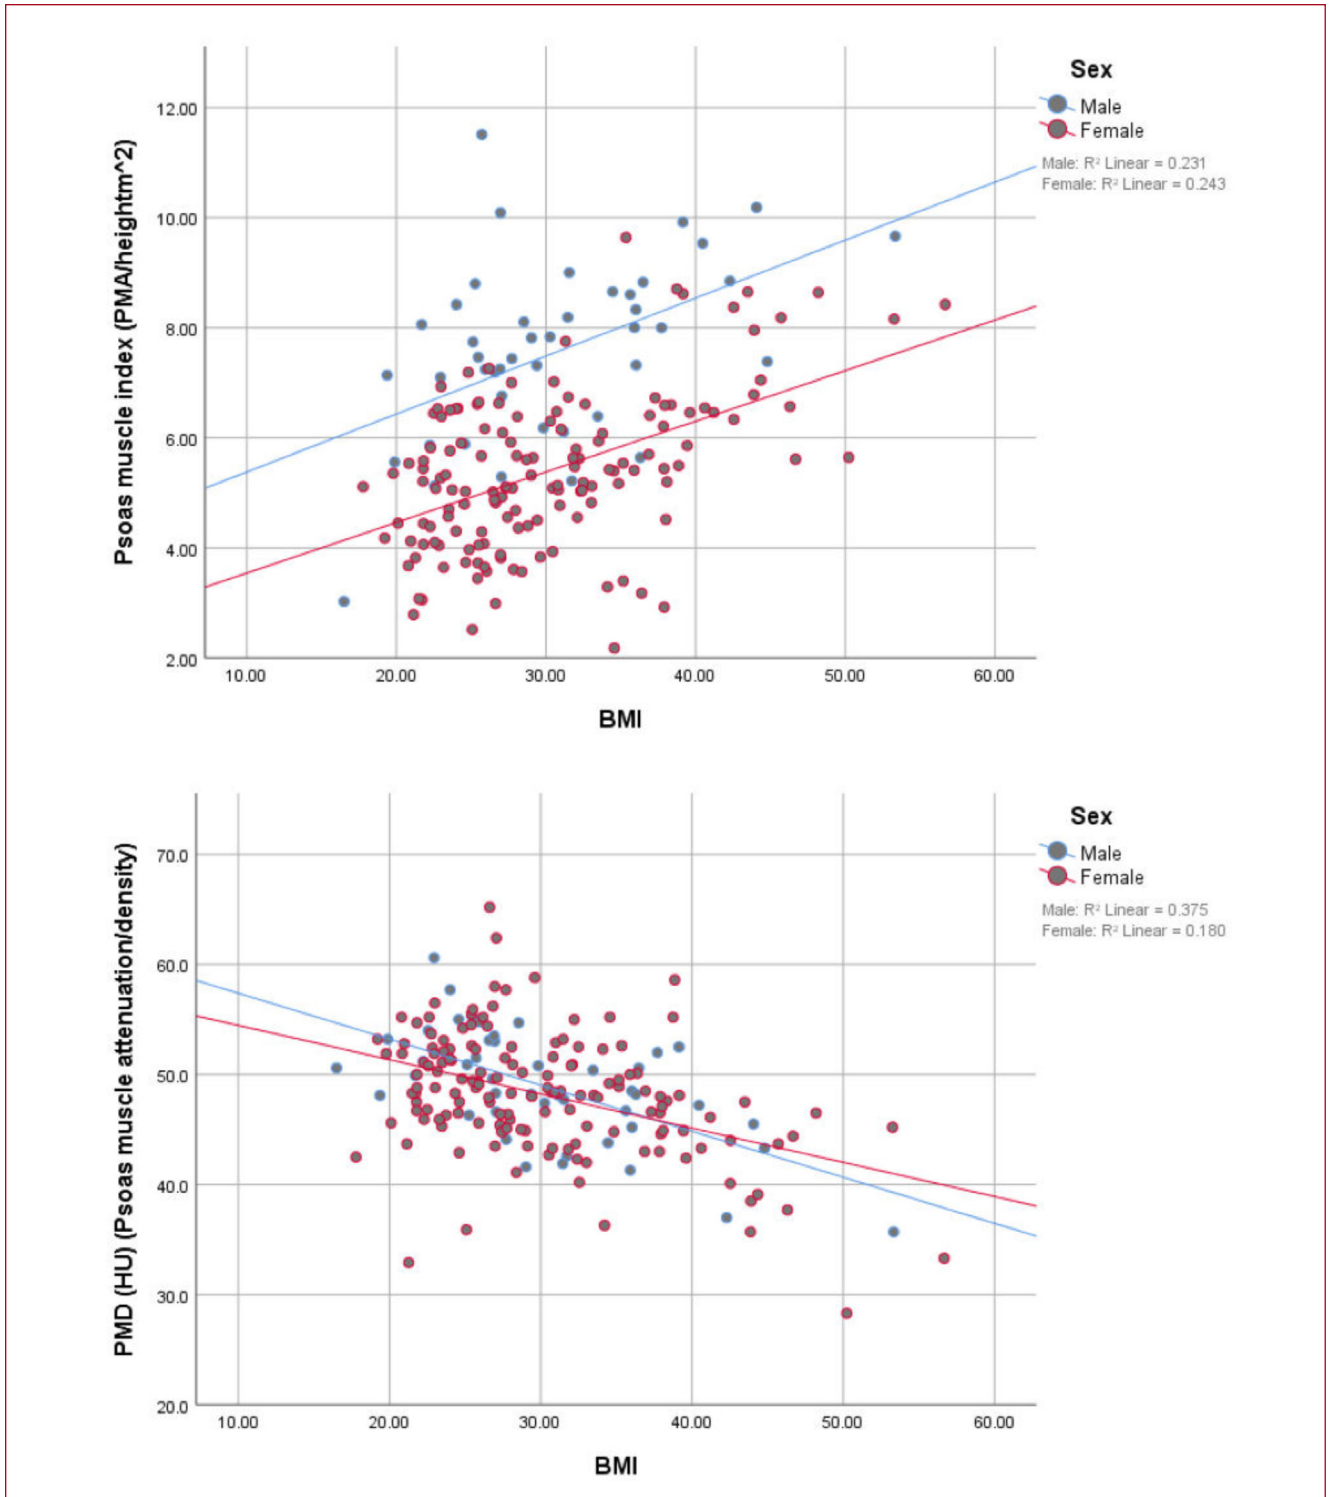 Sex
Male
Female
Male: R² Linear = 0.231
Female: R² Linear = 0.243
Psoas muscle index (PMA/heightm^2)
12.00
10.00
8.00
6.00
4.00
2.00
10.00 20.00 30.00 40.00 50.00 60.00
BMI
Sex
Male
Female
Male: R² Linear = 0.375
Female: R² Linear = 0.180
PMD (HU) (Psoas muscle attenuation/density)
70.0
60.0
50.0
40.0
30.0
20.0
10.00 20.00 30.00 40.00 50.00 60.00
BMI